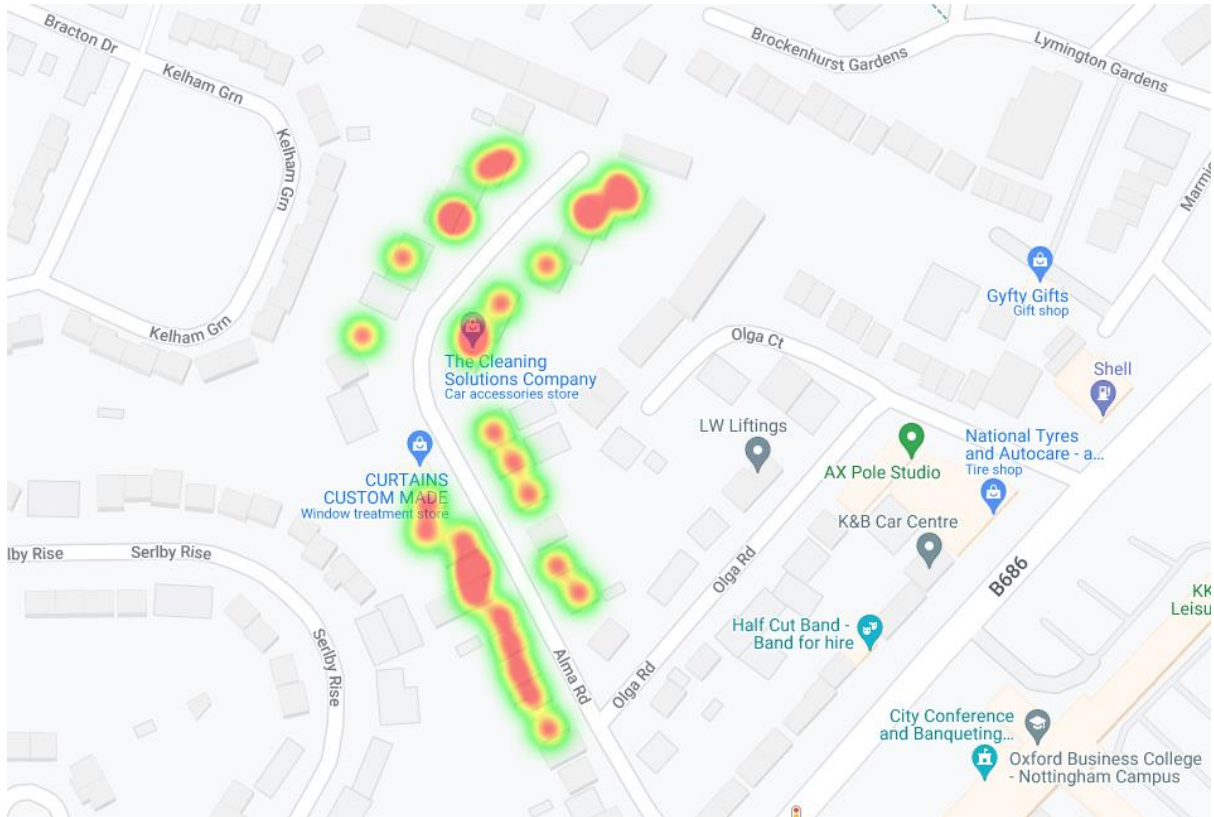 Bracton Dr
Kelham Grn
Kelham Grn
Kelham Grn
Brockenhurst Gardens
Lymington Gardens
Marmio
Gyfty Gifts
Gift shop
Olga Ct
Shell
The Cleaning
Solutions Company
Car accessories store
LW Liftings
National Tyres
and Autocare - a...
Tire shop
AX Pole Studio
CURTAINS
CUSTOM MADE
Window treatment store
K&B Car Centre
lby Rise
Serlby Rise
Serlby Rise
Olga Rd
B686
KK
Leisu
Half Cut Band -
Band for hire
Alma Rd
Olga Rd
City Conference
and Banqueting...
Oxford Business College
- Nottingham Campus